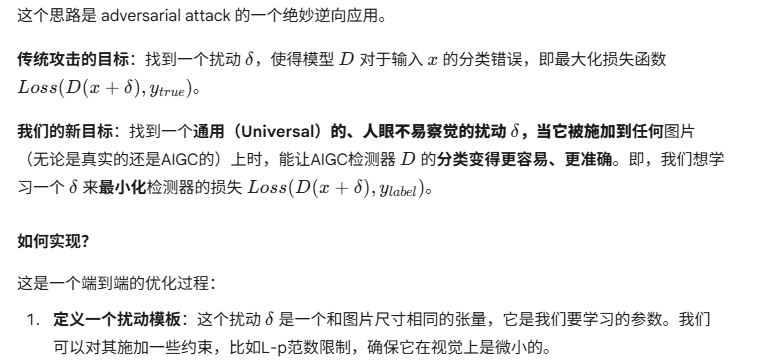 这个思路是 adversarial attack 的一个绝妙逆向应用。
传统攻击的目标：找到一个扰动 δ，使得模型 D 对于输入 x 的分类错误，即最大化损失函数
Loss(D(x + δ), y_true)。
我们的新目标：找到一个通用（Universal）的、人眼不易察觉的扰动 δ，当它被施加到任何图片
（无论是真实的还是AIGC的）上时，能让AIGC检测器 D 的分类变得更容易、更准确。即，我们想学
习一个 δ 来最小化检测器的损失 Loss(D(x + δ), y_label)。
如何实现？
这是一个端到端的优化过程：
1. 定义一个扰动模板：这个扰动 δ 是一个和图片尺寸相同的张量，它是我们要学习的参数。我们
可以对其施加一些约束，比如L-p范数限制，确保它在视觉上是微小的。